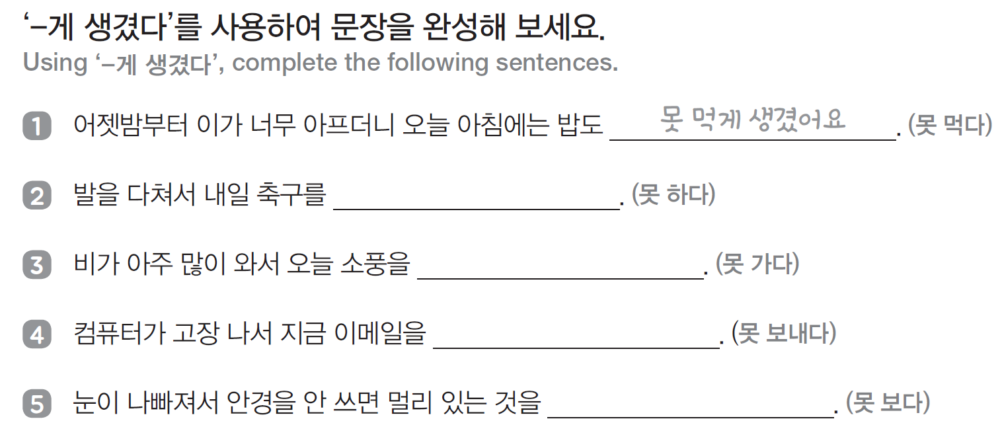 ‘–게 생겼다’를 사용하여 문장을 완성해 보세요.
Using ‘–게 생겼다’, complete the following sentences.
1 어젯밤부터 이가 너무 아프더니 오늘 아침에는 밥도 못 먹게 생겼어요. (못 먹다)
2 발을 다쳐서 내일 축구를 . (못 하다)
3 비가 아주 많이 와서 오늘 소풍을 . (못 가다)
4 컴퓨터가 고장 나서 지금 이메일을 . (못 보내다)
5 눈이 나빠져서 안경을 안 쓰면 멀리 있는 것을 . (못 보다)